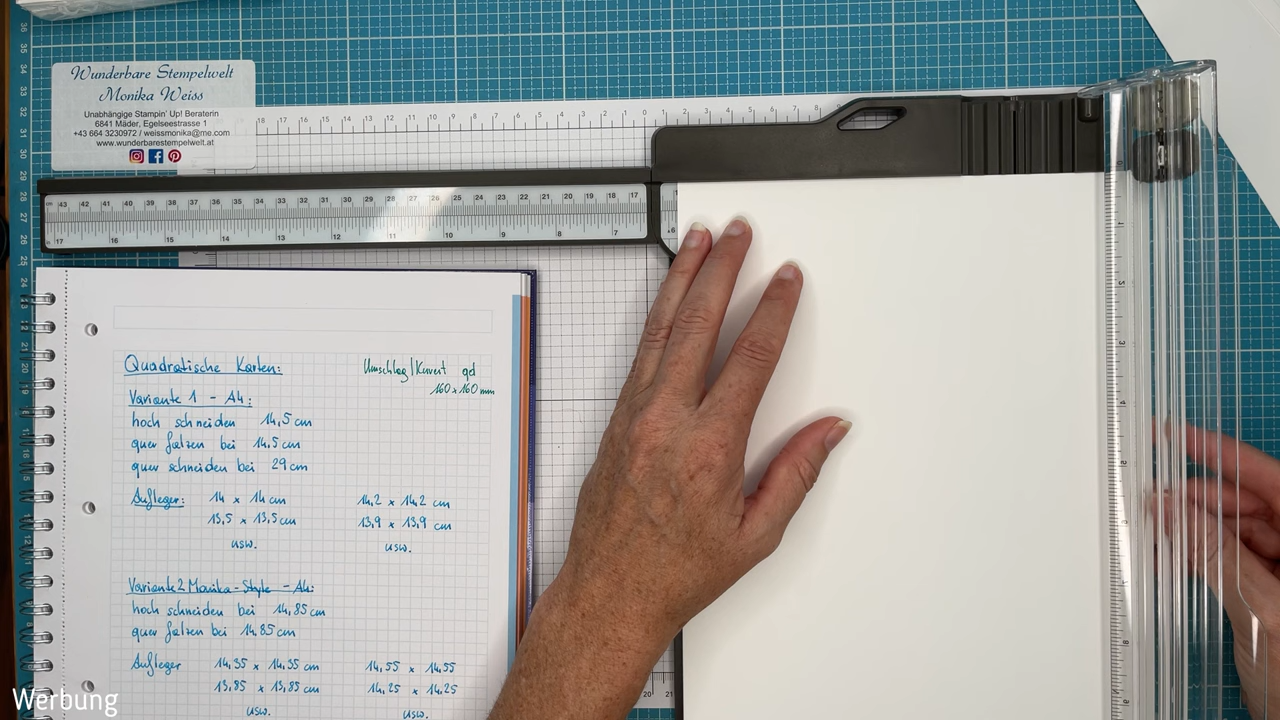 Wunderbare Stempelwelt
Monika Weiss
Unabhängige Stampin' Up! Beraterin
6841 Mäder, Egelseestrasse 1
+43 664 3230972 / weissmonika@me.com
www.wunderbarestempelwelt.at
Quadratische Karten:
Umschlag/Kuvert qd
160 x 160 mm
Variante 1 - A4:
hoch schneiden 14,5 cm
quer falzen bei 14,5 cm
quer schneiden bei 29 cm
Aufleger: 14 x 14 cm 14,2 x 14,2 cm
13,5 x 13,5 cm 13,9 x 13,9 cm
usw. usw.
Variante 2 Monika-Style - A4:
hoch schneiden bei 14,85 cm
quer falzen bei 14,85 cm
Aufleger 14,35 x 14,35 cm 14,55 x 14,55
13,85 x 13,85 cm 14,25 x 14,25
usw. usw.
Werbung